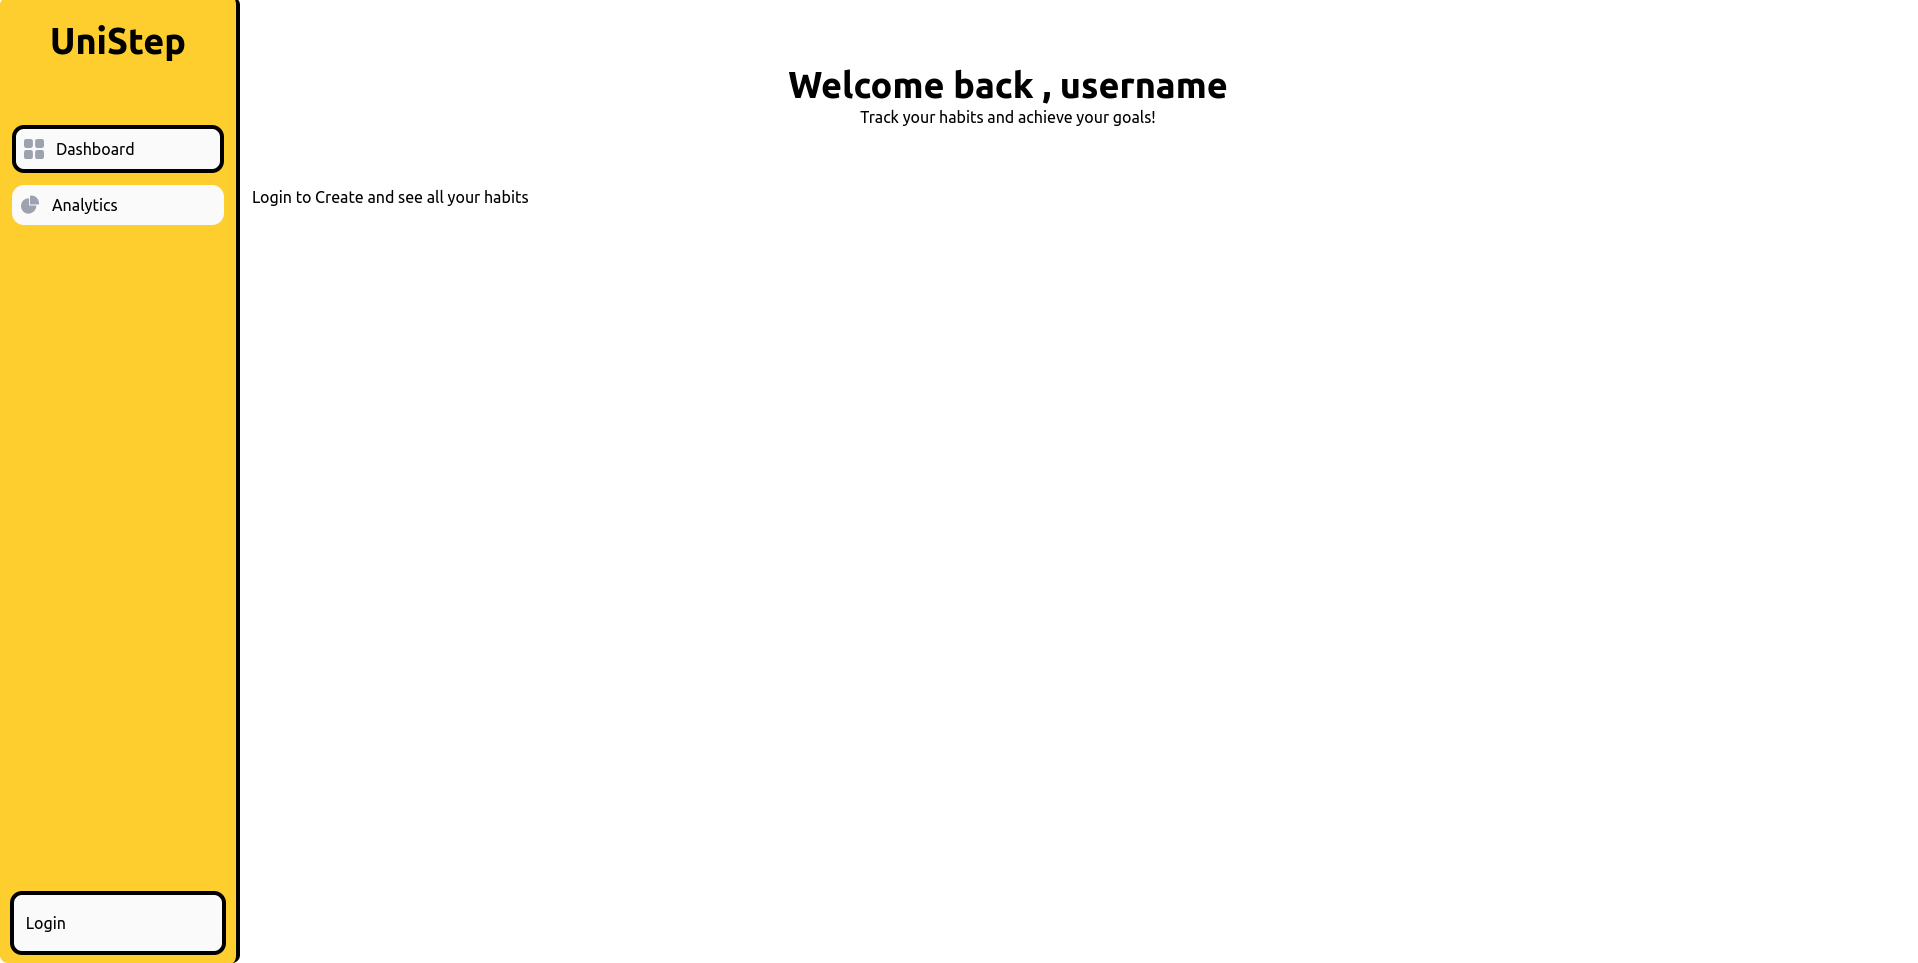 UniStep
Dashboard
Analytics
Login
Welcome back , username
Track your habits and achieve your goals!
Login to Create and see all your habits